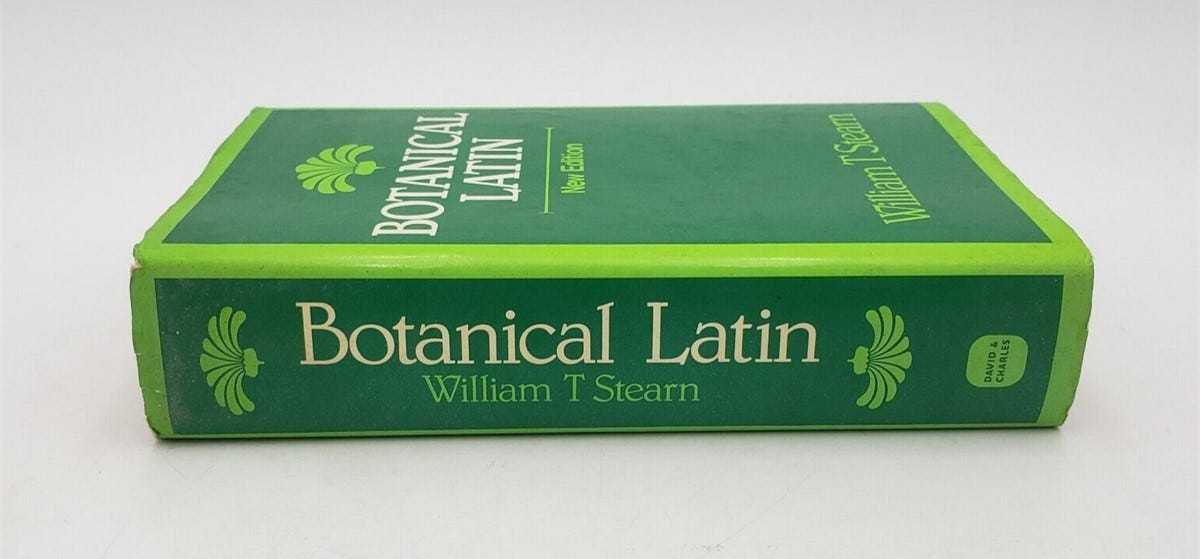 BOTANICAL
LATIN
New Edition
William T Stearn
Botanical Latin
William T Stearn
DAVID &
CHARLES